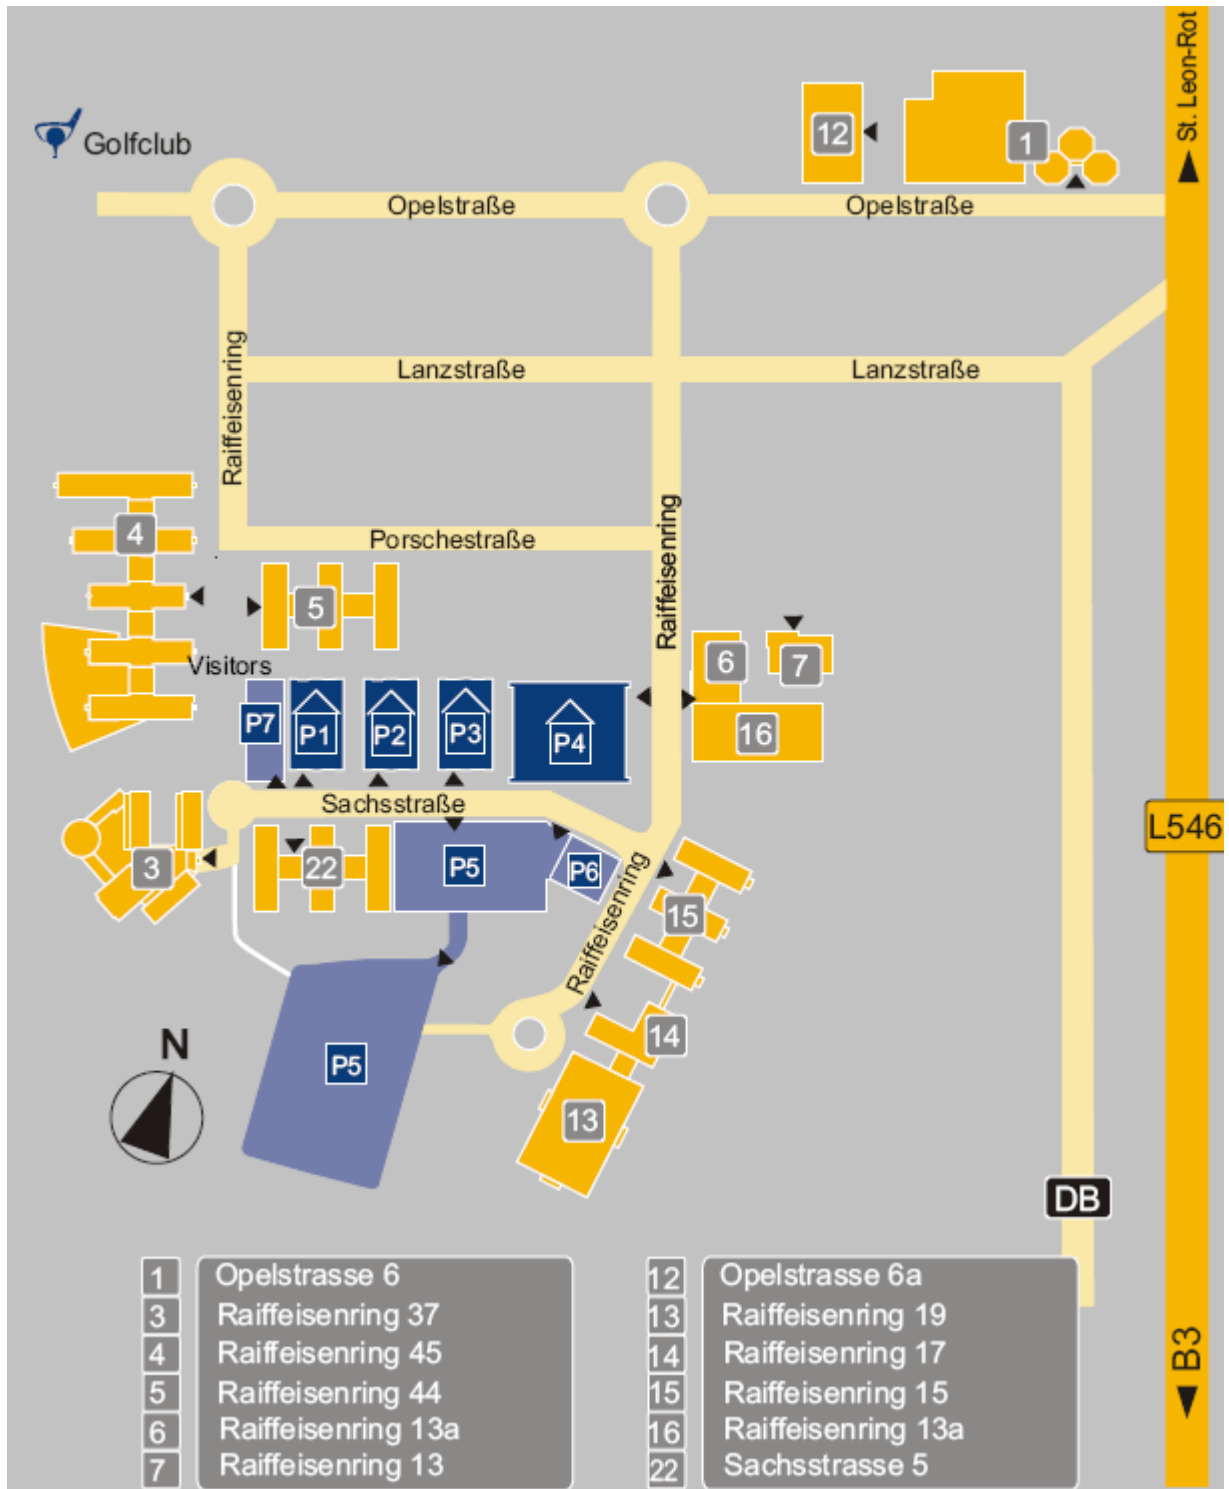 St. Leon-Rot
Golfclub
12
1
Opelstraße
Opelstraße
Raiffeisenring
Lanzstraße
Lanzstraße
Raiffeisenring
4
Porschestraße
5
Visitors
6
7
P7
P1
P2
P3
P4
16
Sachsstraße
L546
3
22
P5
P6
15
Raiffeisenring
N
P5
14
13
DB
B3
1 Opelstrasse 6
3 Raiffeisenring 37
4 Raiffeisenring 45
5 Raiffeisenring 44
6 Raiffeisenring 13a
7 Raiffeisenring 13
12 Opelstrasse 6a
13 Raiffeisenring 19
14 Raiffeisenring 17
15 Raiffeisenring 15
16 Raiffeisenring 13a
22 Sachsstrasse 5